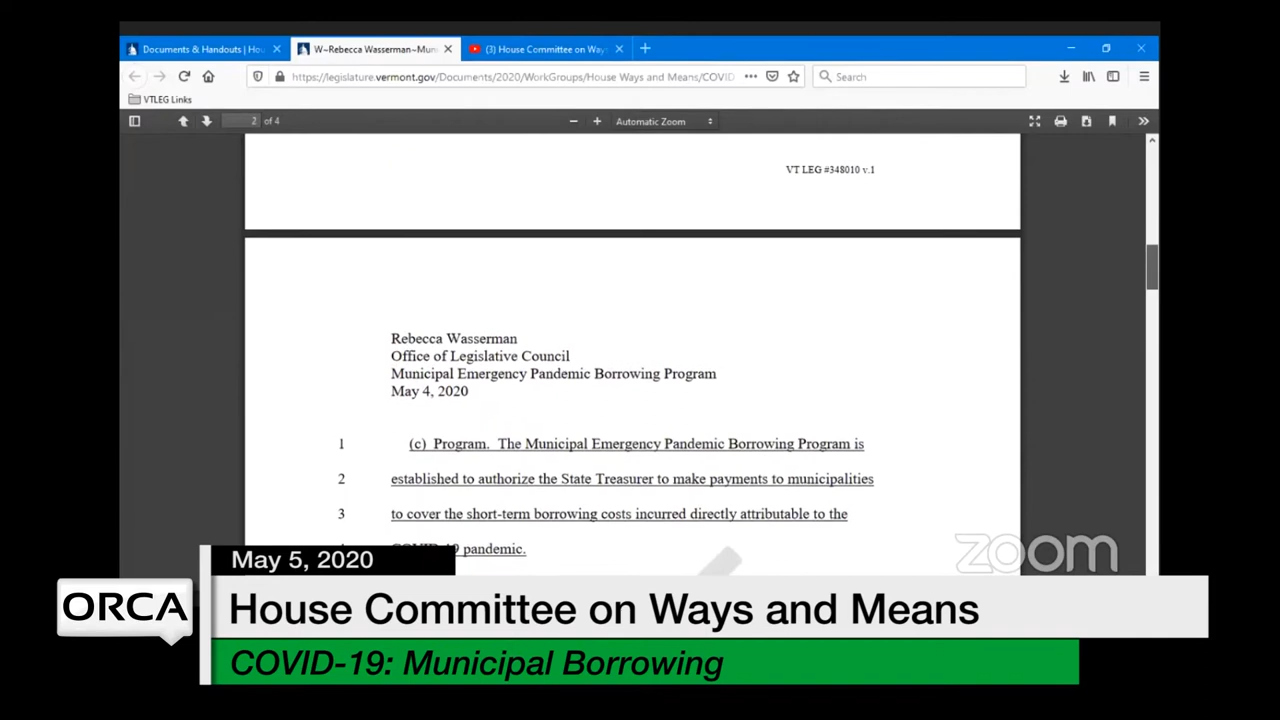 Documents & Handouts | Hou
W~Rebecca Wasserman~Muni
(3) House Committee on Ways
https://legislature.vermont.gov/Documents/2020/WorkGroups/House Ways and Means/COVID
Search
VTLEG Links
2 of 4
Automatic Zoom
VT LEG #348010 v.1
Rebecca Wasserman
Office of Legislative Council
Municipal Emergency Pandemic Borrowing Program
May 4, 2020
1 (c) Program. The Municipal Emergency Pandemic Borrowing Program is
2 established to authorize the State Treasurer to make payments to municipalities
3 to cover the short-term borrowing costs incurred directly attributable to the
COVID-19 pandemic.
zoom
May 5, 2020
ORCA
House Committee on Ways and Means
COVID-19: Municipal Borrowing